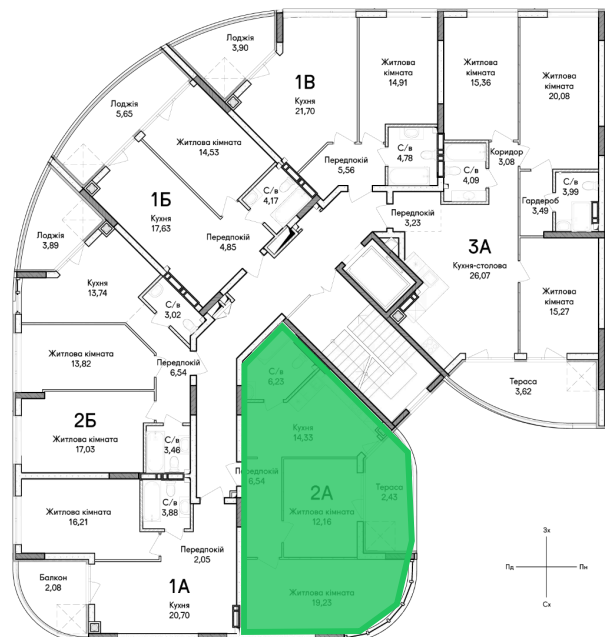 Лоджія
3,90
1В
Кухня
21,70
Житлова
кімната
14,91
Житлова
кімната
15,36
Житлова
кімната
20,08
Лоджія
5,65
Житлова кімната
14,53
1Б
Кухня
17,63
С/в
4,17
Передпокій
4,85
Передпокій
5,56
С/в
4,78
С/в
4,09
Коридор
3,08
Гардероб
3,49
С/в
3,99
Передпокій
3,23
3А
Кухня-столова
26,07
Житлова
кімната
15,27
Тераса
3,62
Лоджія
3,89
Кухня
13,74
С/в
3,02
Житлова кімната
13,82
Передпокій
6,54
2Б
Житлова кімната
17,03
С/в
3,46
Житлова кімната
16,21
С/в
3,88
Передпокій
2,05
Балкон
2,08
1А
Кухня
20,70
С/в
6,23
Кухня
14,33
Передпокій
6,54
2А
Житлова кімната
12,16
Тераса
2,43
Житлова кімната
19,23
Зх
Пд
Пн
Сх